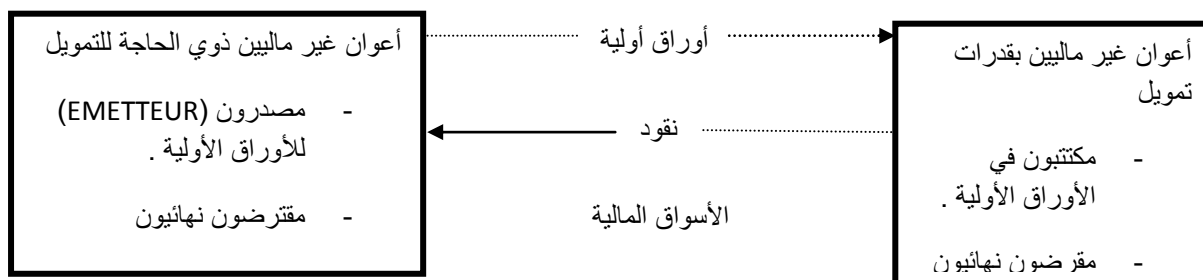 أعوان غير ماليين بقدرات
تمويل
- مكتتبون في
الأوراق الأولية .
- مقرضون نهائيون
أوراق أولية
نقود
الأسواق المالية
أعوان غير ماليين ذوي الحاجة للتمويل
- مصدرون (EMETTEUR)
للأوراق الأولية .
- مقترضون نهائيون